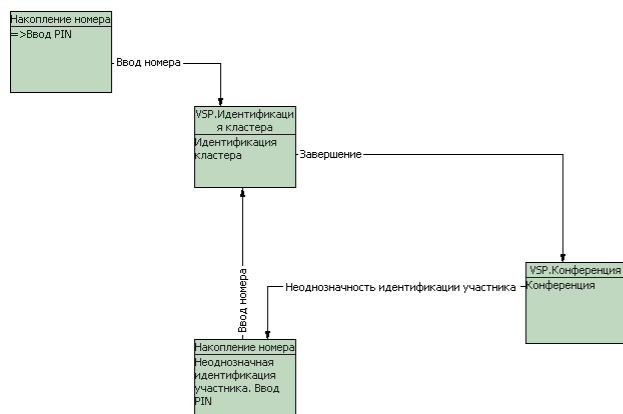 Накопление номера
=>Ввод PIN
Ввод номера
VSP.Идентификаци
я кластера
Идентификация
кластера
Завершение
VSP.Конференция
Конференция
Неоднозначность идентификации участника
Ввод номера
Накопление номера
Неоднозначная
идентификация
участника. Ввод
PIN